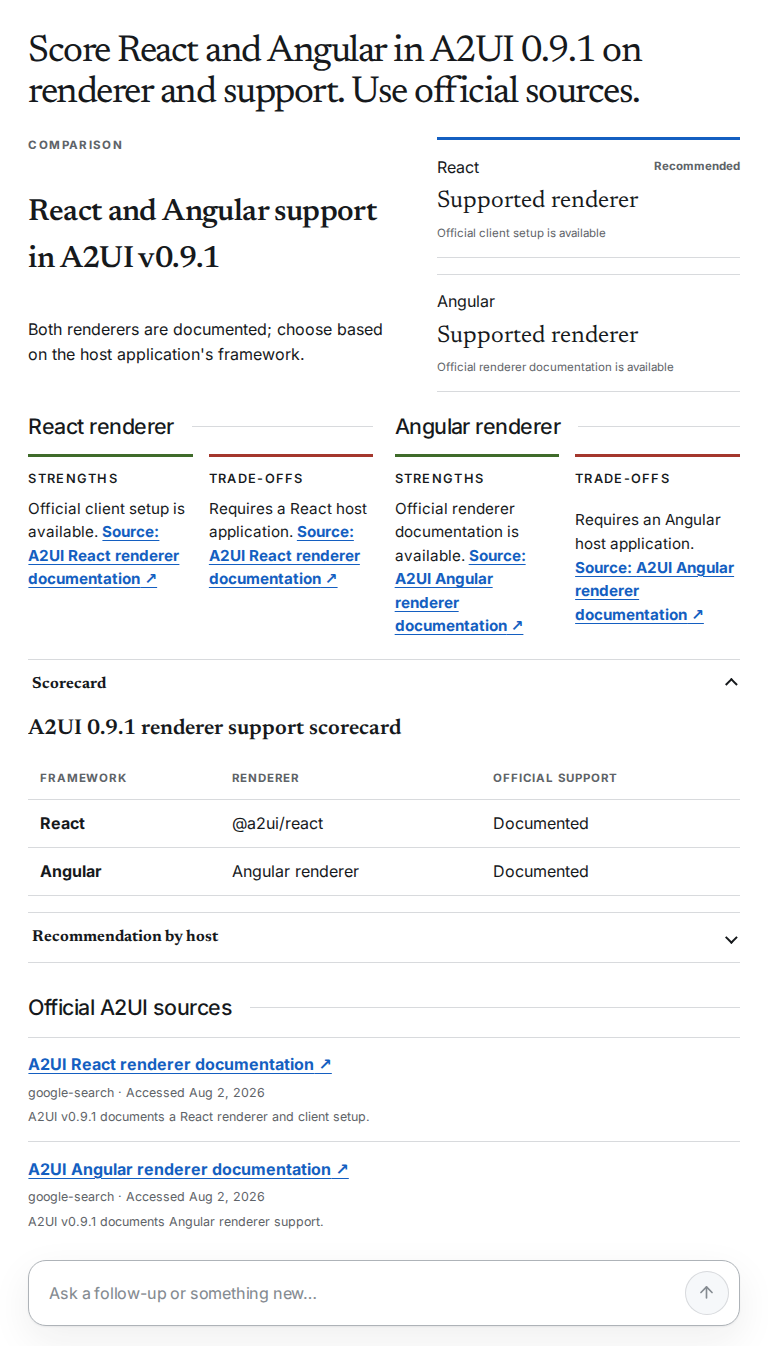 Score React and Angular in A2UI 0.9.1 on
renderer and support. Use official sources.
COMPARISON
React and Angular support
in A2UI v0.9.1
Both renderers are documented; choose based
on the host application's framework.
React
Recommended
Supported renderer
Official client setup is available
Angular
Supported renderer
Official renderer documentation is available
React renderer
STRENGTHS
Official client setup is
available. Source:
A2UI React renderer
documentation ↗
TRADE-OFFS
Requires a React host
application. Source:
A2UI React renderer
documentation ↗
Angular renderer
STRENGTHS
Official renderer
documentation is
available. Source:
A2UI Angular
renderer
documentation ↗
TRADE-OFFS
Requires an Angular
host application.
Source: A2UI Angular
renderer
documentation ↗
Scorecard
A2UI 0.9.1 renderer support scorecard
FRAMEWORK RENDERER OFFICIAL SUPPORT
React @a2ui/react Documented
Angular Angular renderer Documented
Recommendation by host
Official A2UI sources
A2UI React renderer documentation ↗
google-search · Accessed Aug 2, 2026
A2UI v0.9.1 documents a React renderer and client setup.
A2UI Angular renderer documentation ↗
google-search · Accessed Aug 2, 2026
A2UI v0.9.1 documents Angular renderer support.
Ask a follow-up or something new...